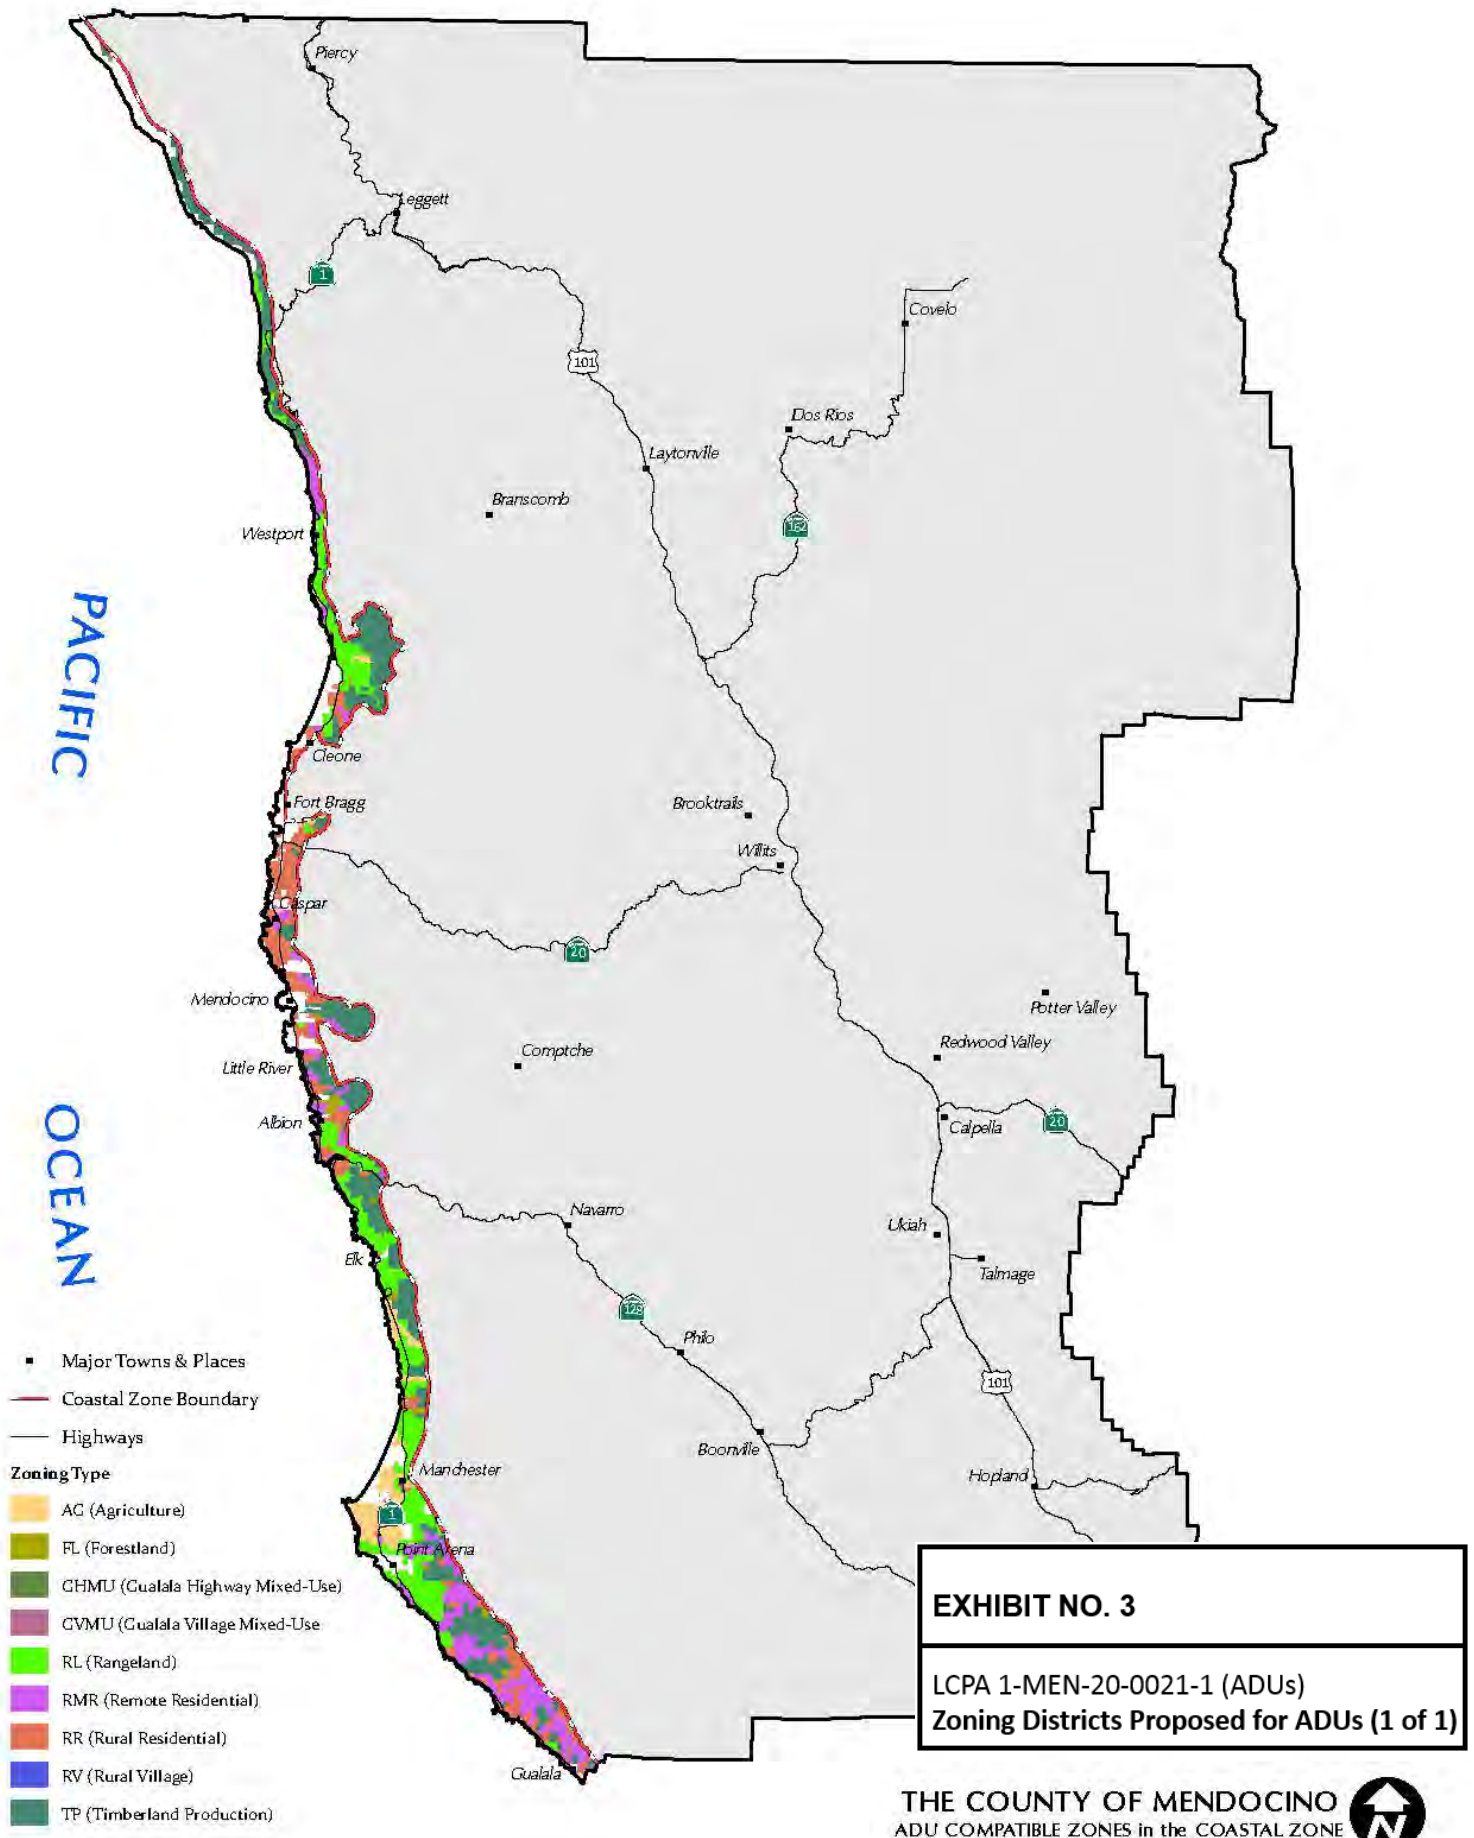 Piercy
Leggett
1
Covelo
101
Dos Rios
Laytonville
Branscomb
162
Westport
PACIFIC
Cleone
Fort Bragg
Brooktrails
Willits
Caspar
20
Mendocino
Potter Valley
Redwood Valley
Comptche
Little River
Albion
20
Calpella
OCEAN
Navarro
Ukiah
Elk
Talmage
128
Philo
101
Boonville
Manchester
Hopland
1
Point Arena
Gualala
Major Towns & Places
Coastal Zone Boundary
Highways
Zoning Type
AG (Agriculture)
FL (Forestland)
GHMU (Gualala Highway Mixed-Use)
GVMU (Gualala Village Mixed-Use
RL (Rangeland)
RMR (Remote Residential)
RR (Rural Residential)
RV (Rural Village)
TP (Timberland Production)
EXHIBIT NO. 3
LCPA 1-MEN-20-0021-1 (ADUs)
Zoning Districts Proposed for ADUs (1 of 1)
THE COUNTY OF MENDOCINO
ADU COMPATIBLE ZONES in the COASTAL ZONE
N